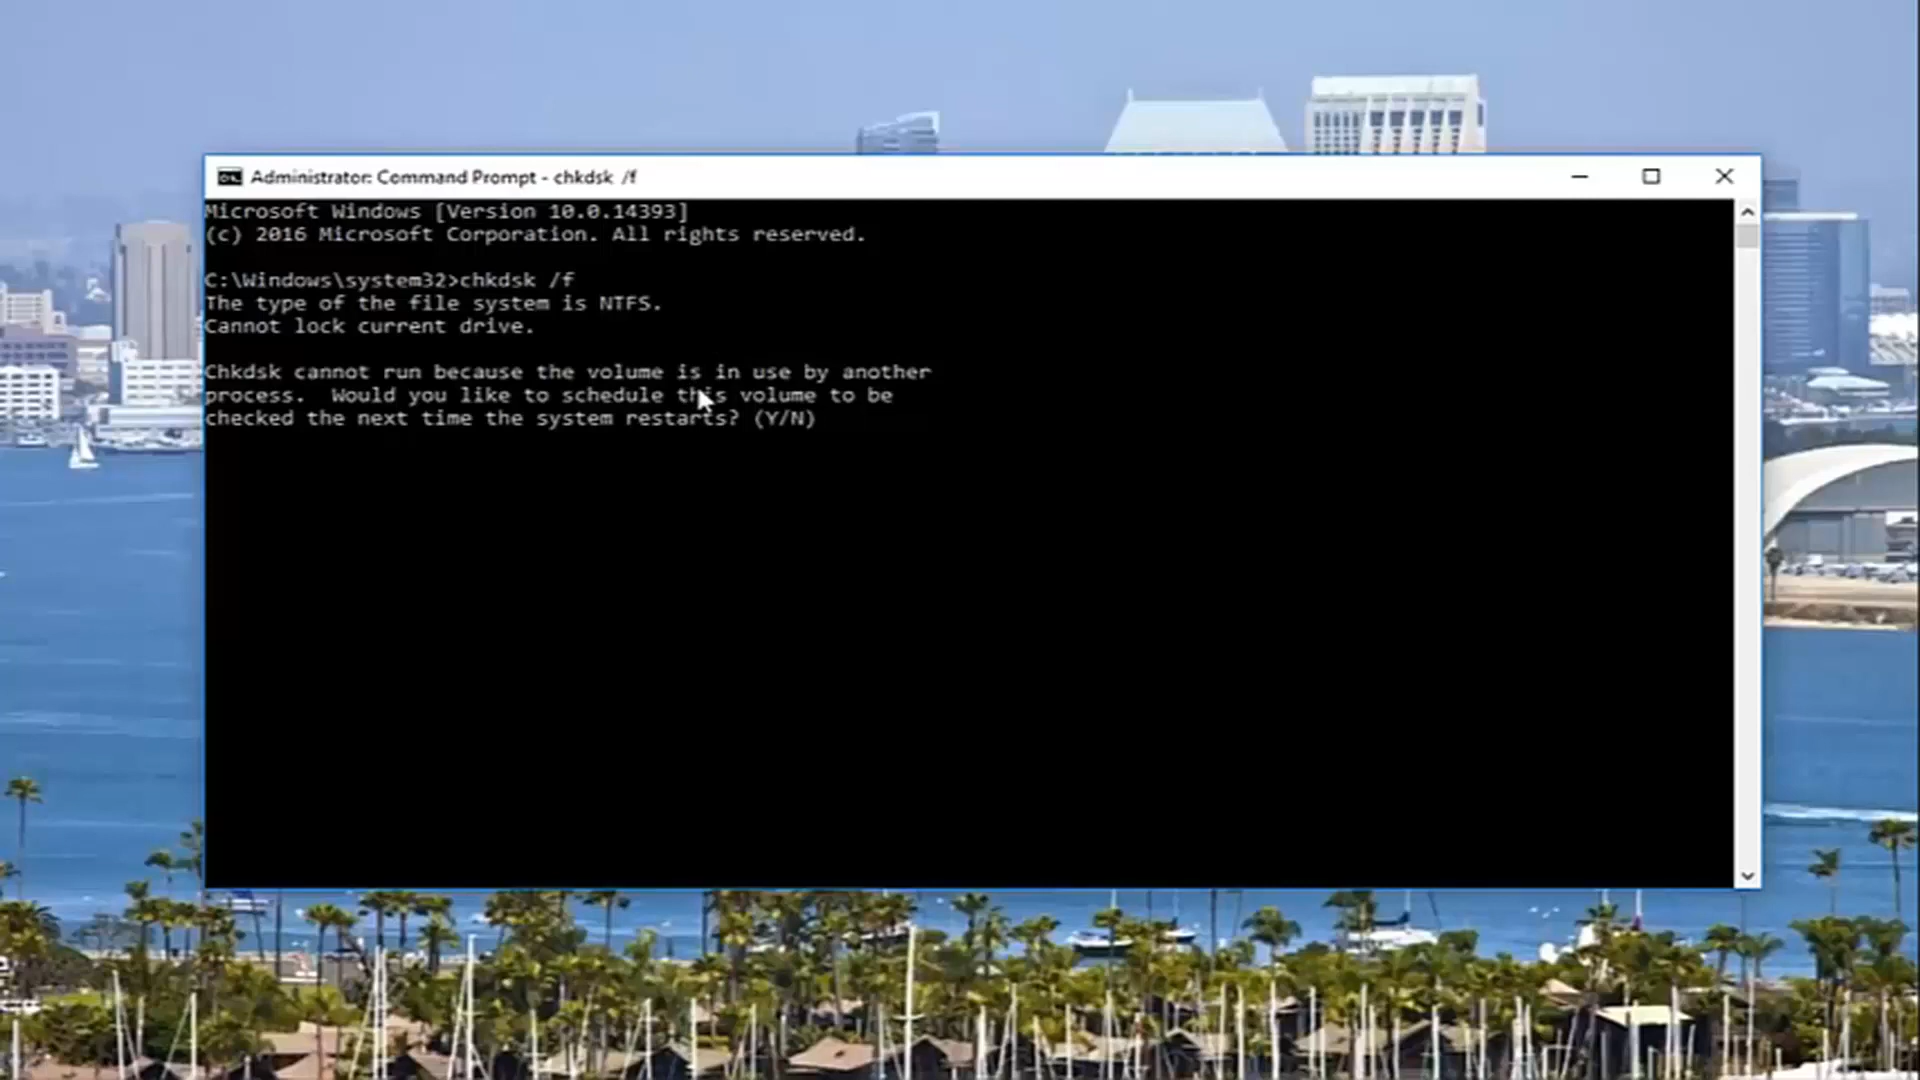 Administrator: Command Prompt - chkdsk /f
Microsoft Windows [Version 10.0.14393]
(c) 2016 Microsoft Corporation. All rights reserved.
C:\Windows\system32>chkdsk /f
The type of the file system is NTFS.
Cannot lock current drive.
Chkdsk cannot run because the volume is in use by another
process.  Would you like to schedule this volume to be
checked the next time the system restarts? (Y/N)